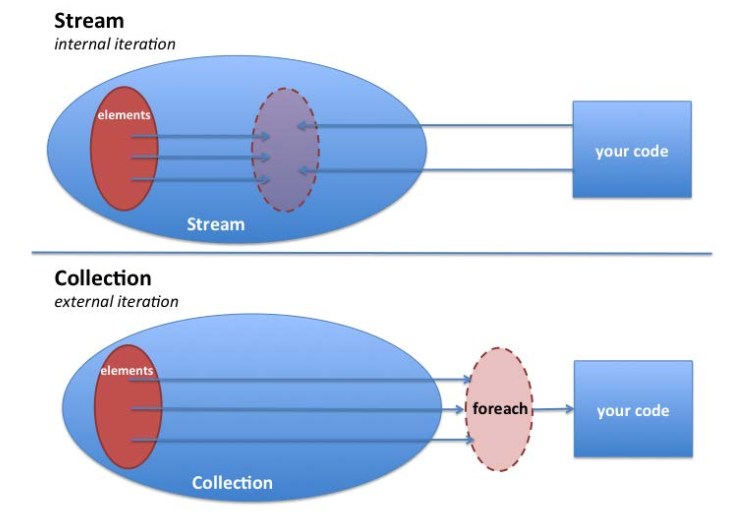 Stream
internal iteration
elements
your code
Stream
Collection
external iteration
elements
foreach
your code
Collection